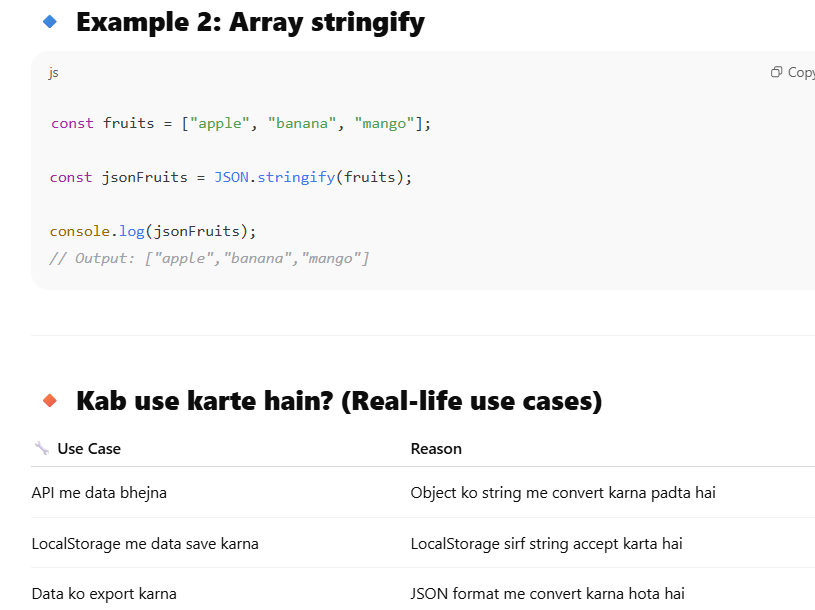 Example 2: Array stringify
js
Copy
const fruits = ["apple", "banana", "mango"];
const jsonFruits = JSON.stringify(fruits);
console.log(jsonFruits);
// Output: ["apple","banana","mango"]
Kab use karte hain? (Real-life use cases)
Use Case Reason
API me data bhejna Object ko string me convert karna padta hai
LocalStorage me data save karna LocalStorage sirf string accept karta hai
Data ko export karna JSON format me convert karna hota hai